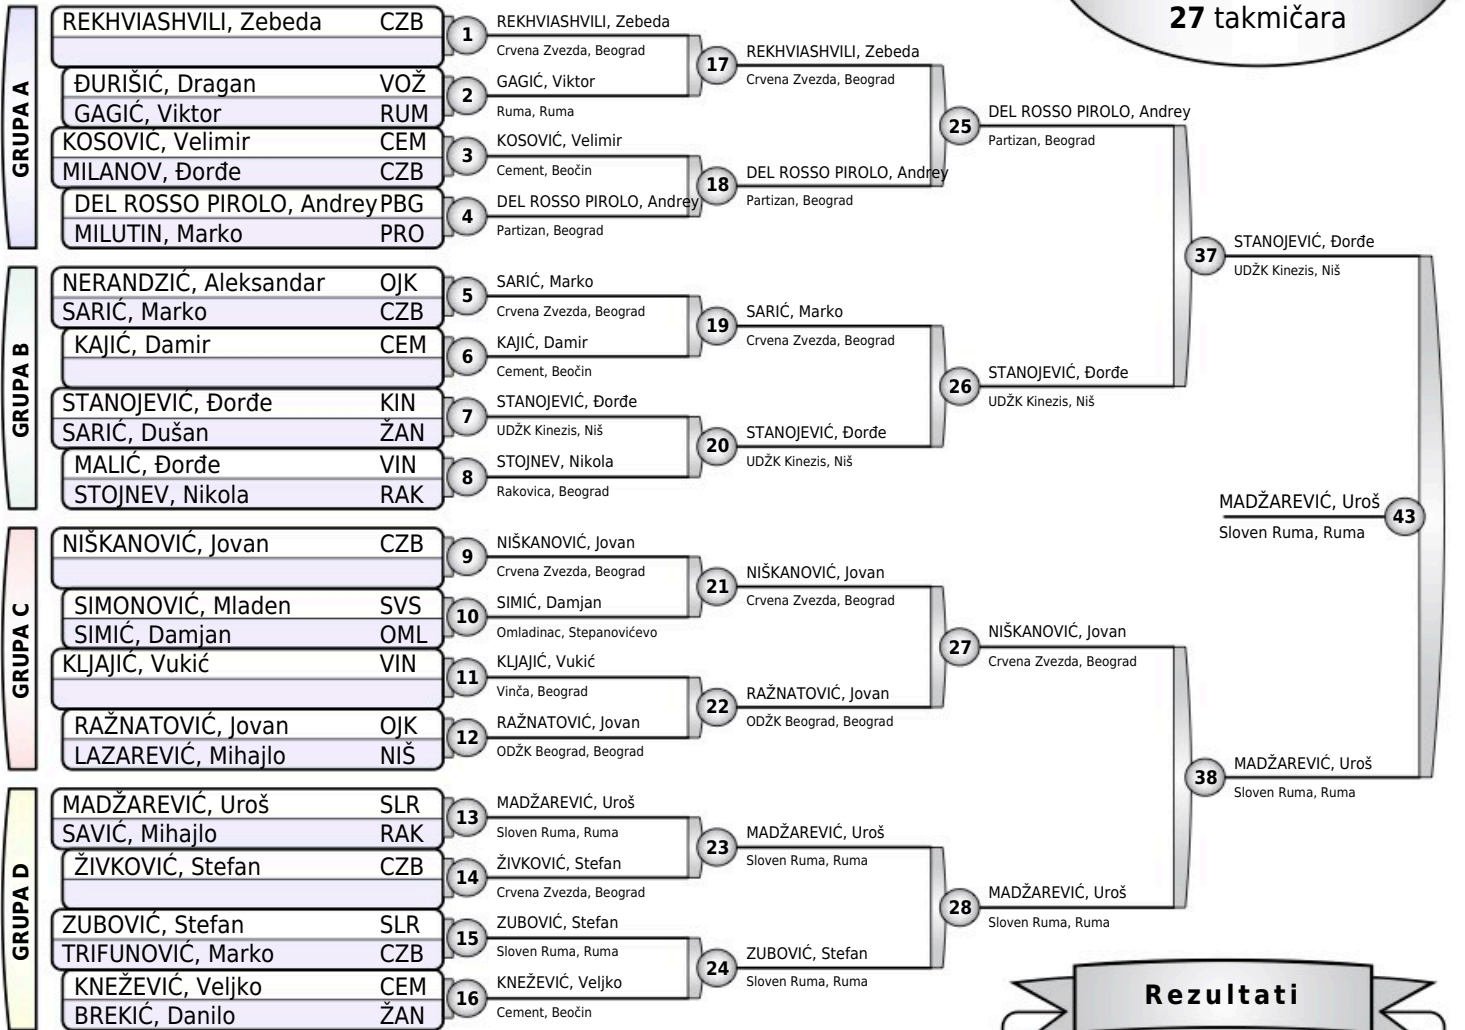 27 takmičara
GRUPA A
REKHVIASHVILI, Zebeda CZB
ĐURIŠIĆ, Dragan VOŽ
GAGIĆ, Viktor RUM
KOSOVIĆ, Velimir CEM
MILANOV, Đorđe CZB
DEL ROSSO PIROLO, Andrey PBG
MILUTIN, Marko PRO
GRUPA B
NERANDZIĆ, Aleksandar OJK
SARIĆ, Marko CZB
KAJIĆ, Damir CEM
STANOJEVIĆ, Đorđe KIN
SARIĆ, Dušan ŽAN
MALIĆ, Đorđe VIN
STOJNEV, Nikola RAK
GRUPA C
NIŠKANOVIĆ, Jovan CZB
SIMONOVIĆ, Mladen SVS
SIMIĆ, Damjan OML
KLJAJIĆ, Vukić VIN
RAŽNATOVIĆ, Jovan OJK
LAZAREVIĆ, Mihajlo NIŠ
GRUPA D
MADŽAREVIĆ, Uroš SLR
SAVIĆ, Mihajlo RAK
ŽIVKOVIĆ, Stefan CZB
ZUBOVIĆ, Stefan SLR
TRIFUNOVIĆ, Marko CZB
KNEŽEVIĆ, Veljko CEM
BREKIĆ, Danilo ŽAN
1 REKHVIASHVILI, Zebeda
Crvena Zvezda, Beograd
2 GAGIĆ, Viktor
Ruma, Ruma
3 KOSOVIĆ, Velimir
Cement, Beočin
4 DEL ROSSO PIROLO, Andrey
Partizan, Beograd
5 SARIĆ, Marko
Crvena Zvezda, Beograd
6 KAJIĆ, Damir
Cement, Beočin
7 STANOJEVIĆ, Đorđe
UDŽK Kinezis, Niš
8 STOJNEV, Nikola
Rakovica, Beograd
9 NIŠKANOVIĆ, Jovan
Crvena Zvezda, Beograd
10 SIMIĆ, Damjan
Omladinac, Stepanovićevo
11 KLJAJIĆ, Vukić
Vinča, Beograd
12 RAŽNATOVIĆ, Jovan
ODŽK Beograd, Beograd
13 MADŽAREVIĆ, Uroš
Sloven Ruma, Ruma
14 ŽIVKOVIĆ, Stefan
Crvena Zvezda, Beograd
15 ZUBOVIĆ, Stefan
Sloven Ruma, Ruma
16 KNEŽEVIĆ, Veljko
Cement, Beočin
17 REKHVIASHVILI, Zebeda
Crvena Zvezda, Beograd
18 DEL ROSSO PIROLO, Andrey
Partizan, Beograd
19 SARIĆ, Marko
Crvena Zvezda, Beograd
20 STANOJEVIĆ, Đorđe
UDŽK Kinezis, Niš
21 NIŠKANOVIĆ, Jovan
Crvena Zvezda, Beograd
22 RAŽNATOVIĆ, Jovan
ODŽK Beograd, Beograd
23 MADŽAREVIĆ, Uroš
Sloven Ruma, Ruma
24 ZUBOVIĆ, Stefan
Sloven Ruma, Ruma
25 DEL ROSSO PIROLO, Andrey
Partizan, Beograd
26 STANOJEVIĆ, Đorđe
UDŽK Kinezis, Niš
27 NIŠKANOVIĆ, Jovan
Crvena Zvezda, Beograd
28 MADŽAREVIĆ, Uroš
Sloven Ruma, Ruma
37 STANOJEVIĆ, Đorđe
UDŽK Kinezis, Niš
38 MADŽAREVIĆ, Uroš
Sloven Ruma, Ruma
MADŽAREVIĆ, Uroš 43
Sloven Ruma, Ruma
Rezultati